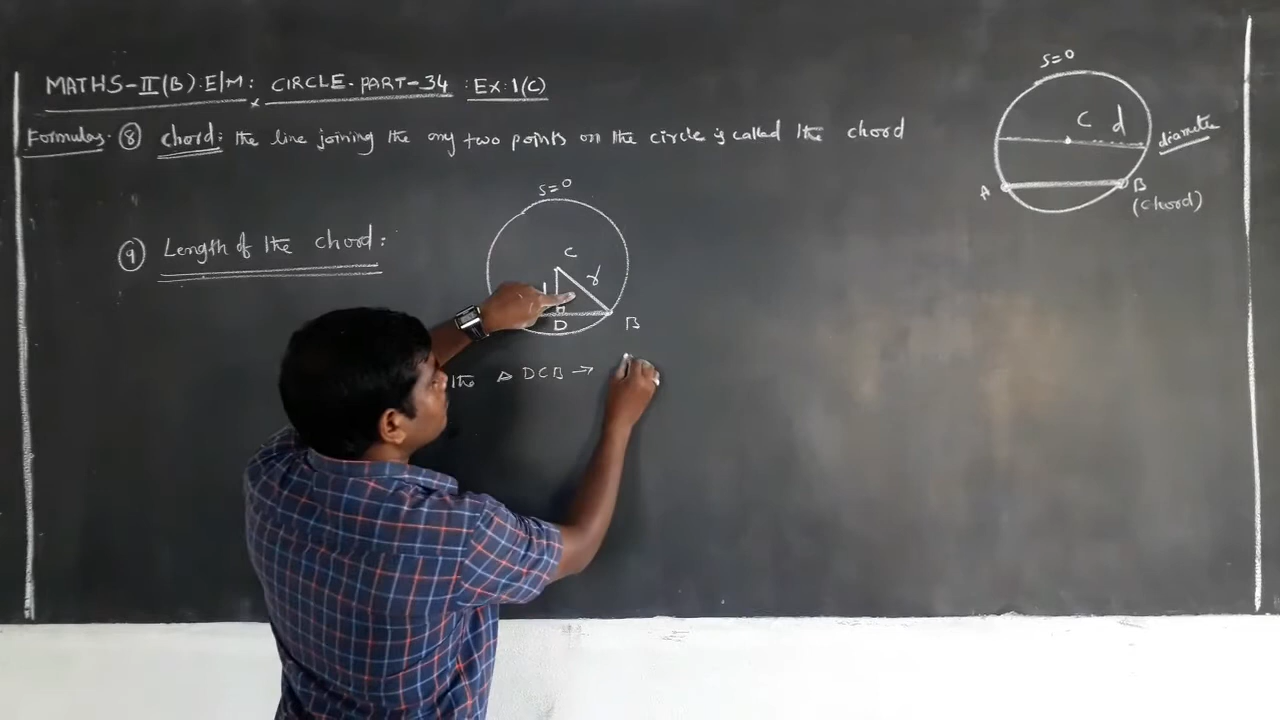 MATHS-II(B).E/M: CIRCLE-PART-34 : EX:1(C)
Formulas. ⑧ Chord: the line joining the any two points on the circle is called the chord
S=0
C d
diameter
A B
(chord)
⑨ Length of the chord:
S=0
C
r
D
B
the △ DCB →